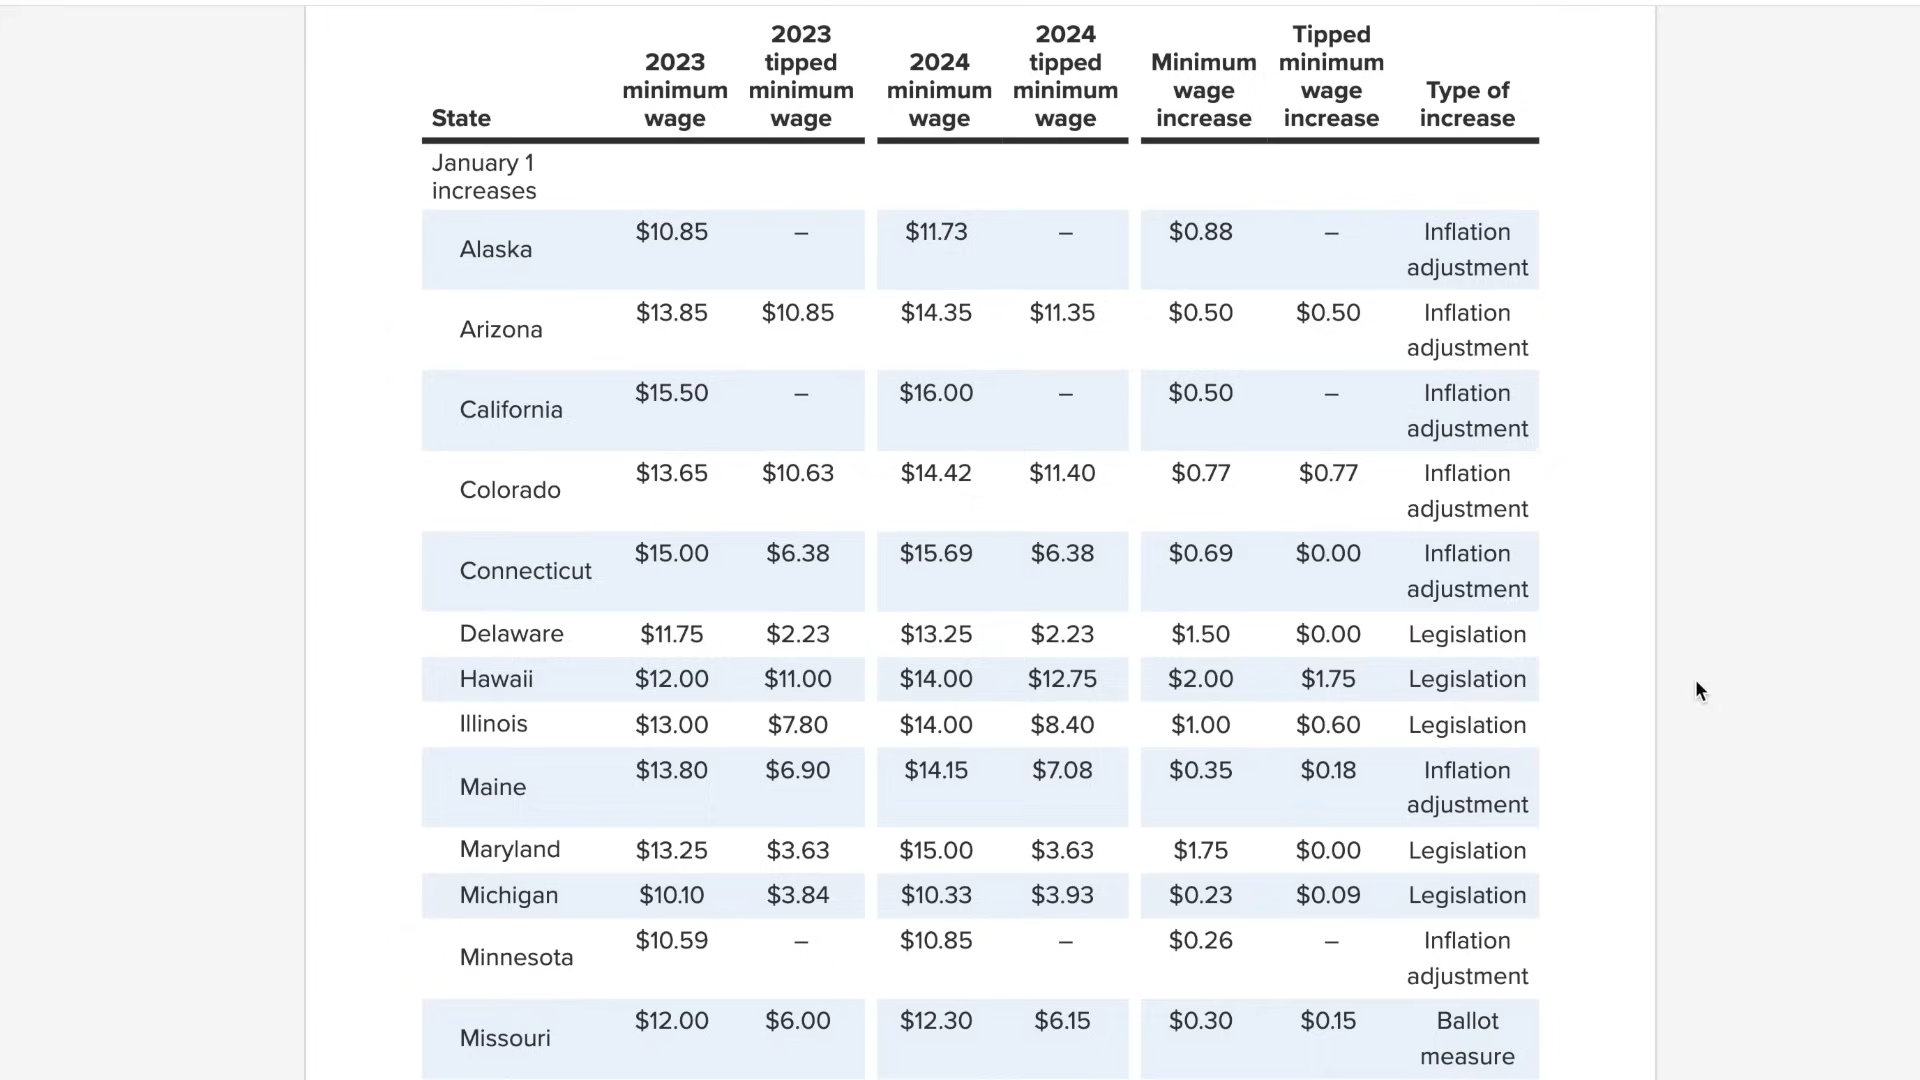 State 2023 minimum wage 2023 tipped minimum wage 2024 minimum wage 2024 tipped minimum wage Minimum wage increase Tipped minimum wage increase Type of increase
January 1 increases
Alaska $10.85 – $11.73 – $0.88 – Inflation adjustment
Arizona $13.85 $10.85 $14.35 $11.35 $0.50 $0.50 Inflation adjustment
California $15.50 – $16.00 – $0.50 – Inflation adjustment
Colorado $13.65 $10.63 $14.42 $11.40 $0.77 $0.77 Inflation adjustment
Connecticut $15.00 $6.38 $15.69 $6.38 $0.69 $0.00 Inflation adjustment
Delaware $11.75 $2.23 $13.25 $2.23 $1.50 $0.00 Legislation
Hawaii $12.00 $11.00 $14.00 $12.75 $2.00 $1.75 Legislation
Illinois $13.00 $7.80 $14.00 $8.40 $1.00 $0.60 Legislation
Maine $13.80 $6.90 $14.15 $7.08 $0.35 $0.18 Inflation adjustment
Maryland $13.25 $3.63 $15.00 $3.63 $1.75 $0.00 Legislation
Michigan $10.10 $3.84 $10.33 $3.93 $0.23 $0.09 Legislation
Minnesota $10.59 – $10.85 – $0.26 – Inflation adjustment
Missouri $12.00 $6.00 $12.30 $6.15 $0.30 $0.15 Ballot measure